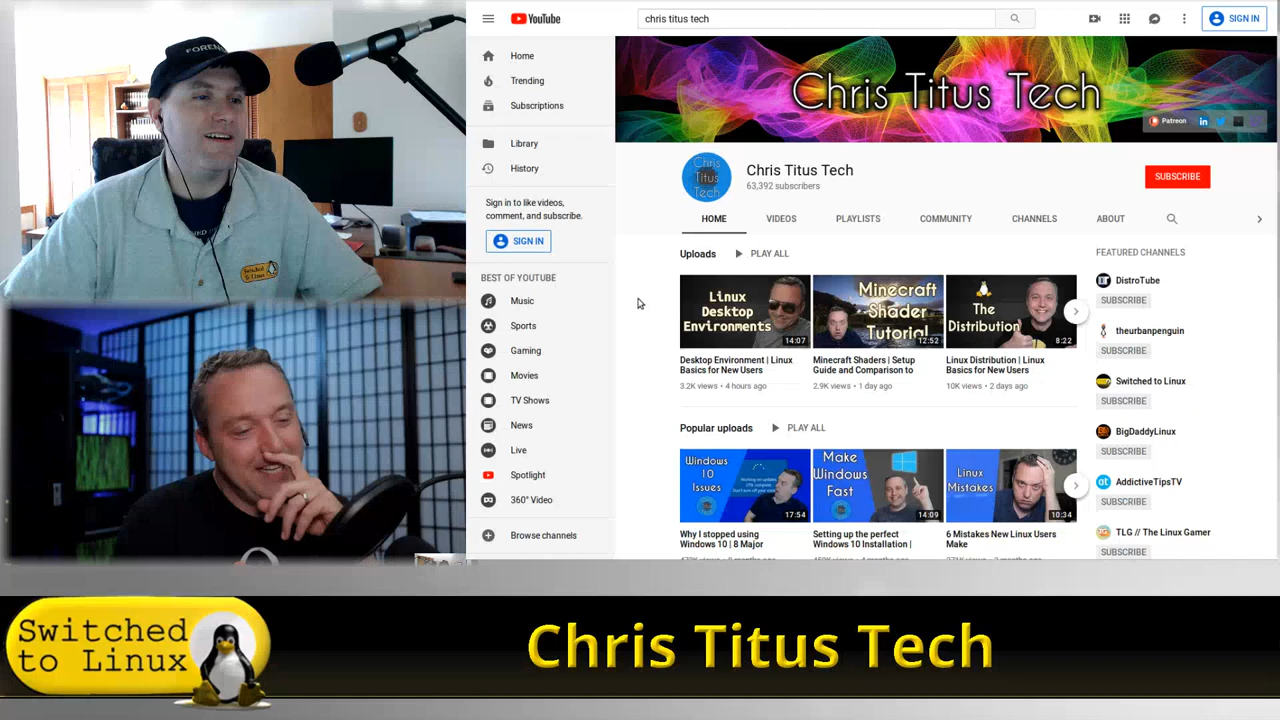 FOREN
Switched
to Linux
YouTube
chris titus tech
SIGN IN
Home
Trending
Subscriptions
Library
History
Sign in to like videos,
comment, and subscribe.
SIGN IN
BEST OF YOUTUBE
Music
Sports
Gaming
Movies
TV Shows
News
Live
Spotlight
360° Video
Browse channels
Chris Titus Tech
Patreon
in
Chris
Titus
Tech
Chris Titus Tech
63,392 subscribers
SUBSCRIBE
HOME
VIDEOS
PLAYLISTS
COMMUNITY
CHANNELS
ABOUT
Uploads
PLAY ALL
Linux
Desktop
Environments
14:07
Desktop Environment | Linux
Basics for New Users
3.2K views • 4 hours ago
Minecraft
Shader
Tutorial
12:52
Minecraft Shaders | Setup
Guide and Comparison to
2.9K views • 1 day ago
The
Distribution
8:22
Linux Distribution | Linux
Basics for New Users
10K views • 2 days ago
Popular uploads
PLAY ALL
Windows
10
Issues
17:54
Why I stopped using
Windows 10 | 8 Major
Make
Windows
Fast
14:09
Setting up the perfect
Windows 10 Installation |
Linux
Mistakes
10:34
6 Mistakes New Linux Users
Make
FEATURED CHANNELS
DistroTube
SUBSCRIBE
theurbanpenguin
SUBSCRIBE
Switched to Linux
SUBSCRIBE
BigDaddyLinux
SUBSCRIBE
at
AddictiveTipsTV
SUBSCRIBE
TLG // The Linux Gamer
SUBSCRIBE
Switched
to Linux
Chris Titus Tech